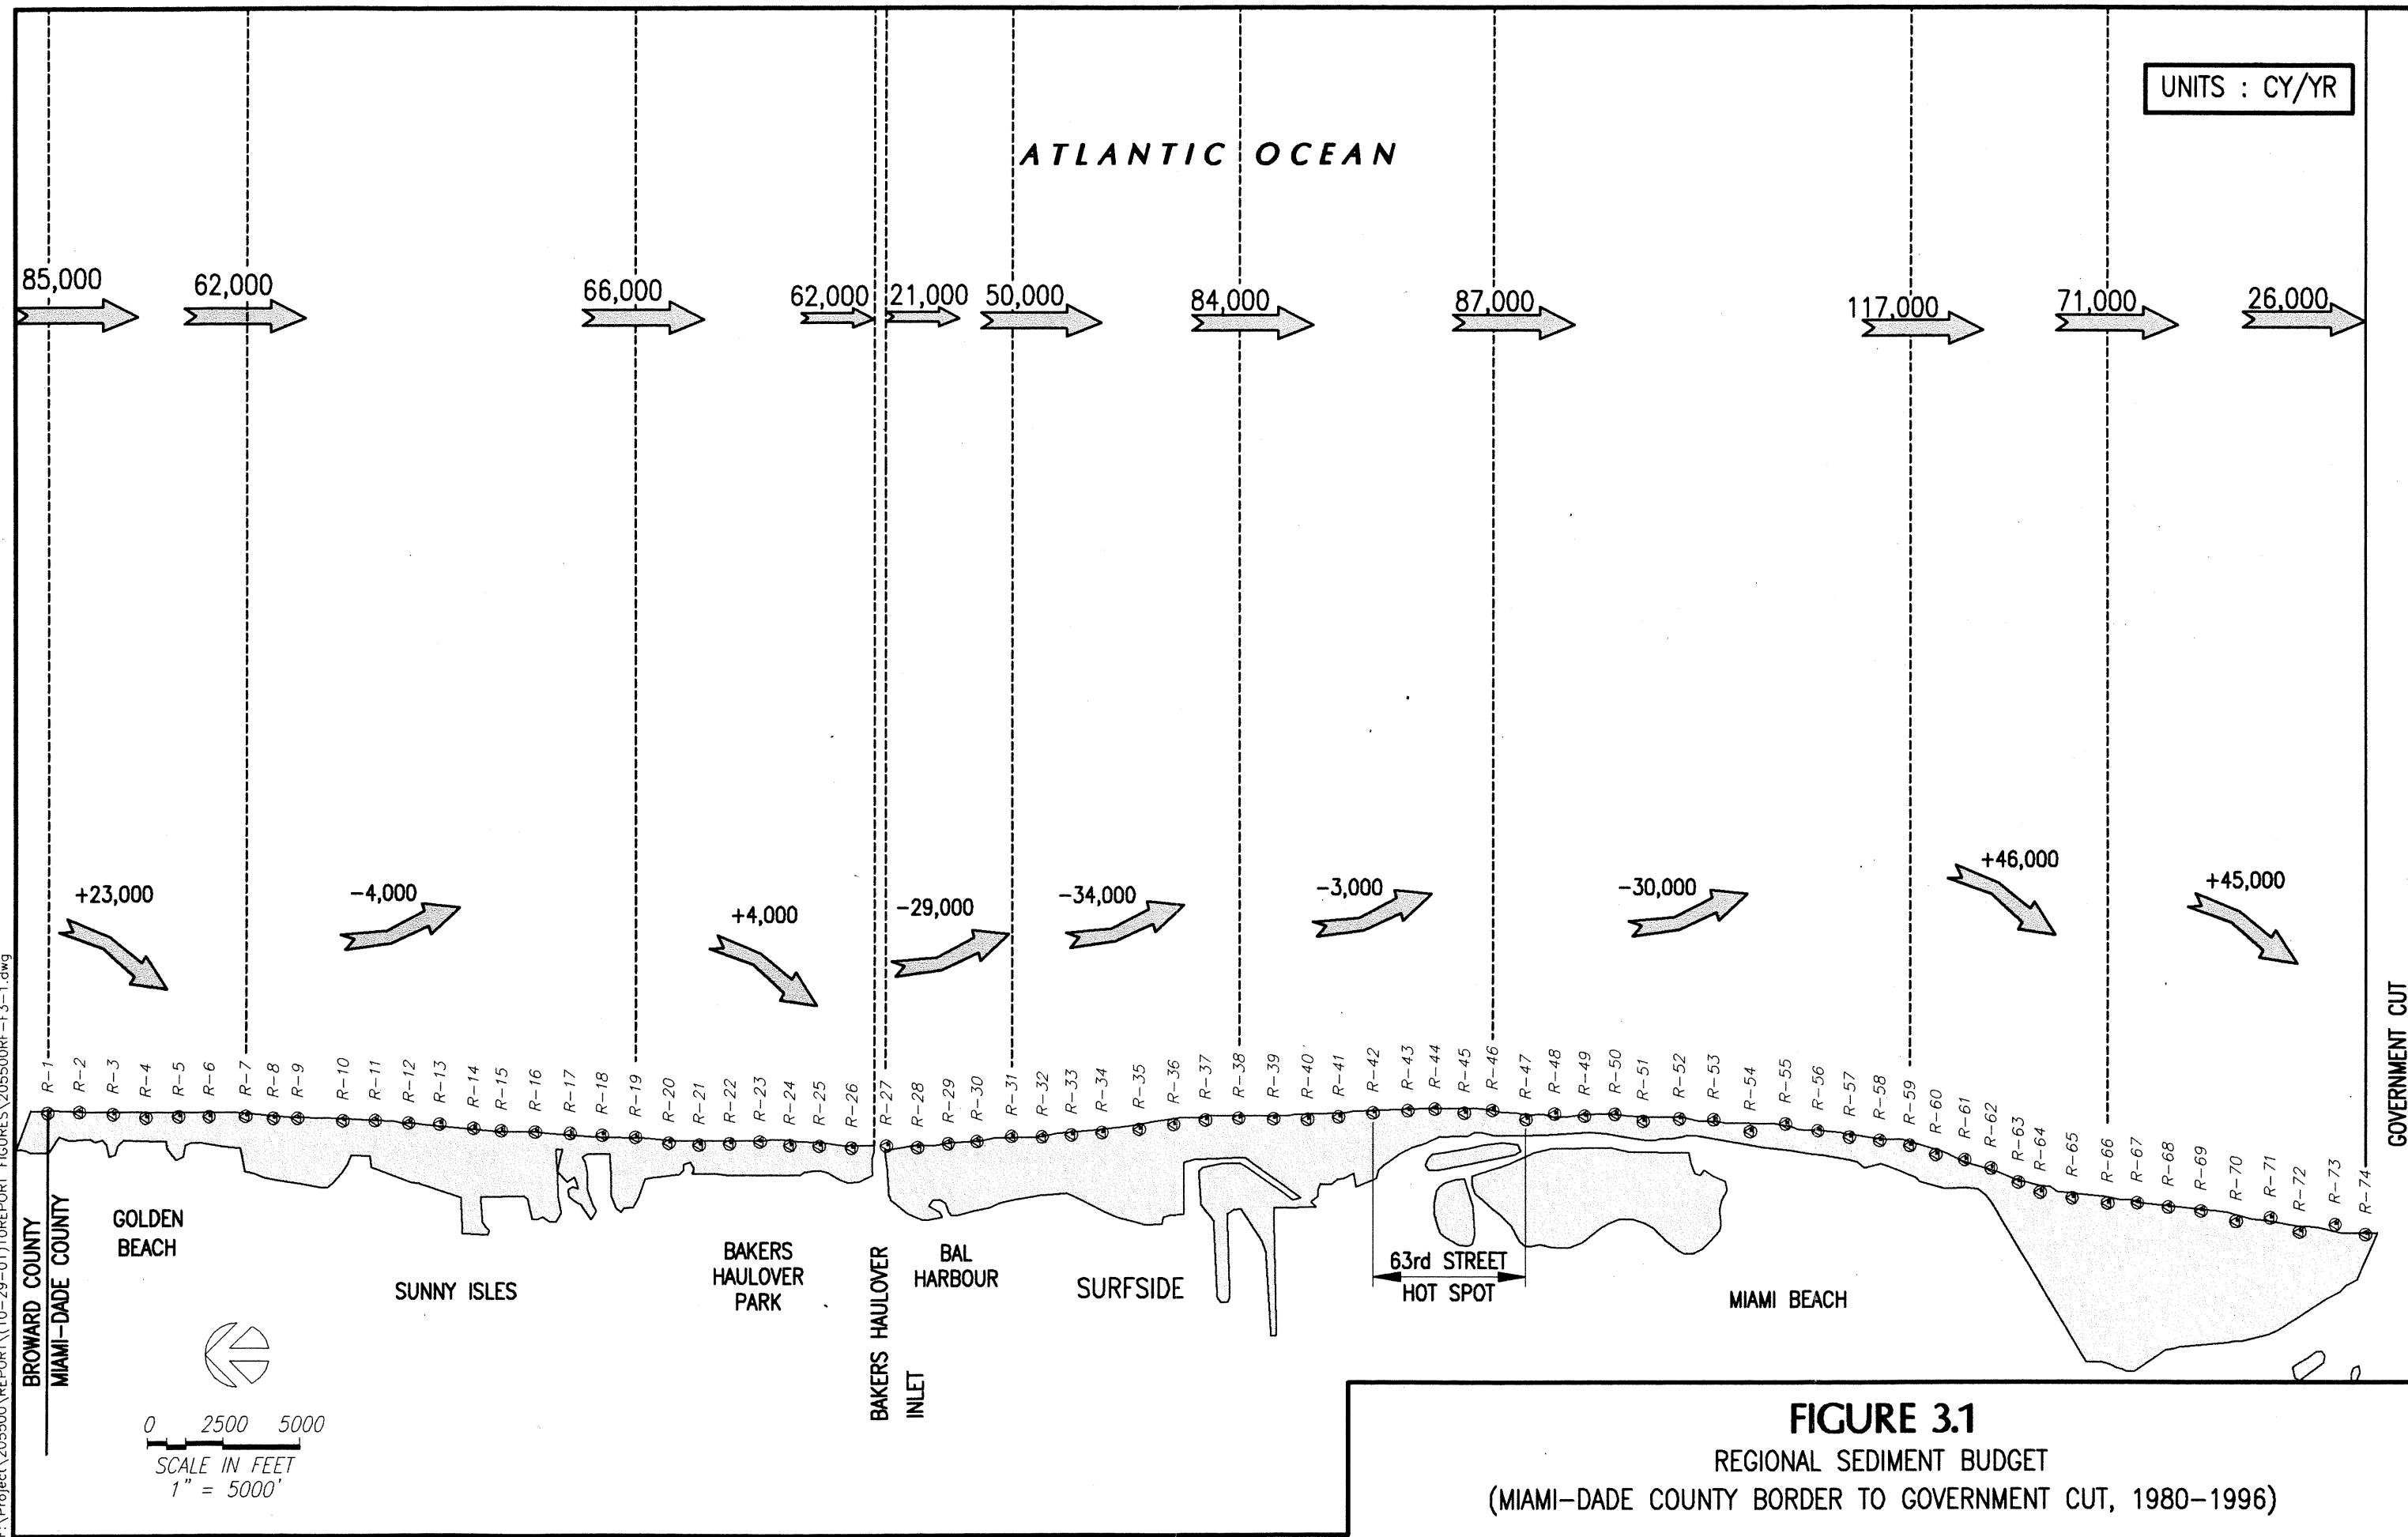 UNITS : CY/YR
ATLANTIC OCEAN
85,000
62,000
66,000
62,000
21,000
50,000
84,000
87,000
117,000
71,000
26,000
+23,000
-4,000
+4,000
-29,000
-34,000
-3,000
-30,000
+46,000
+45,000
R-1
R-2
R-3
R-4
R-5
R-6
R-7
R-8
R-9
R-10
R-11
R-12
R-13
R-14
R-15
R-16
R-17
R-18
R-19
R-20
R-21
R-22
R-23
R-24
R-25
R-26
R-27
R-28
R-29
R-30
R-31
R-32
R-33
R-34
R-35
R-36
R-37
R-38
R-39
R-40
R-41
R-42
R-43
R-44
R-45
R-46
R-47
R-48
R-49
R-50
R-51
R-52
R-53
R-54
R-55
R-56
R-57
R-58
R-59
R-60
R-61
R-62
R-63
R-64
R-65
R-66
R-67
R-68
R-69
R-70
R-71
R-72
R-73
R-74
GOVERNMENT CUT
BROWARD COUNTY
MIAMI-DADE COUNTY
GOLDEN
BEACH
SUNNY ISLES
BAKERS
HAULOVER
PARK
BAKERS HAULOVER
INLET
BAL
HARBOUR
SURFSIDE
63rd STREET
HOT SPOT
MIAMI BEACH
0 2500 5000
SCALE IN FEET
1" = 5000'
FIGURE 3.1
REGIONAL SEDIMENT BUDGET
(MIAMI-DADE COUNTY BORDER TO GOVERNMENT CUT, 1980-1996)